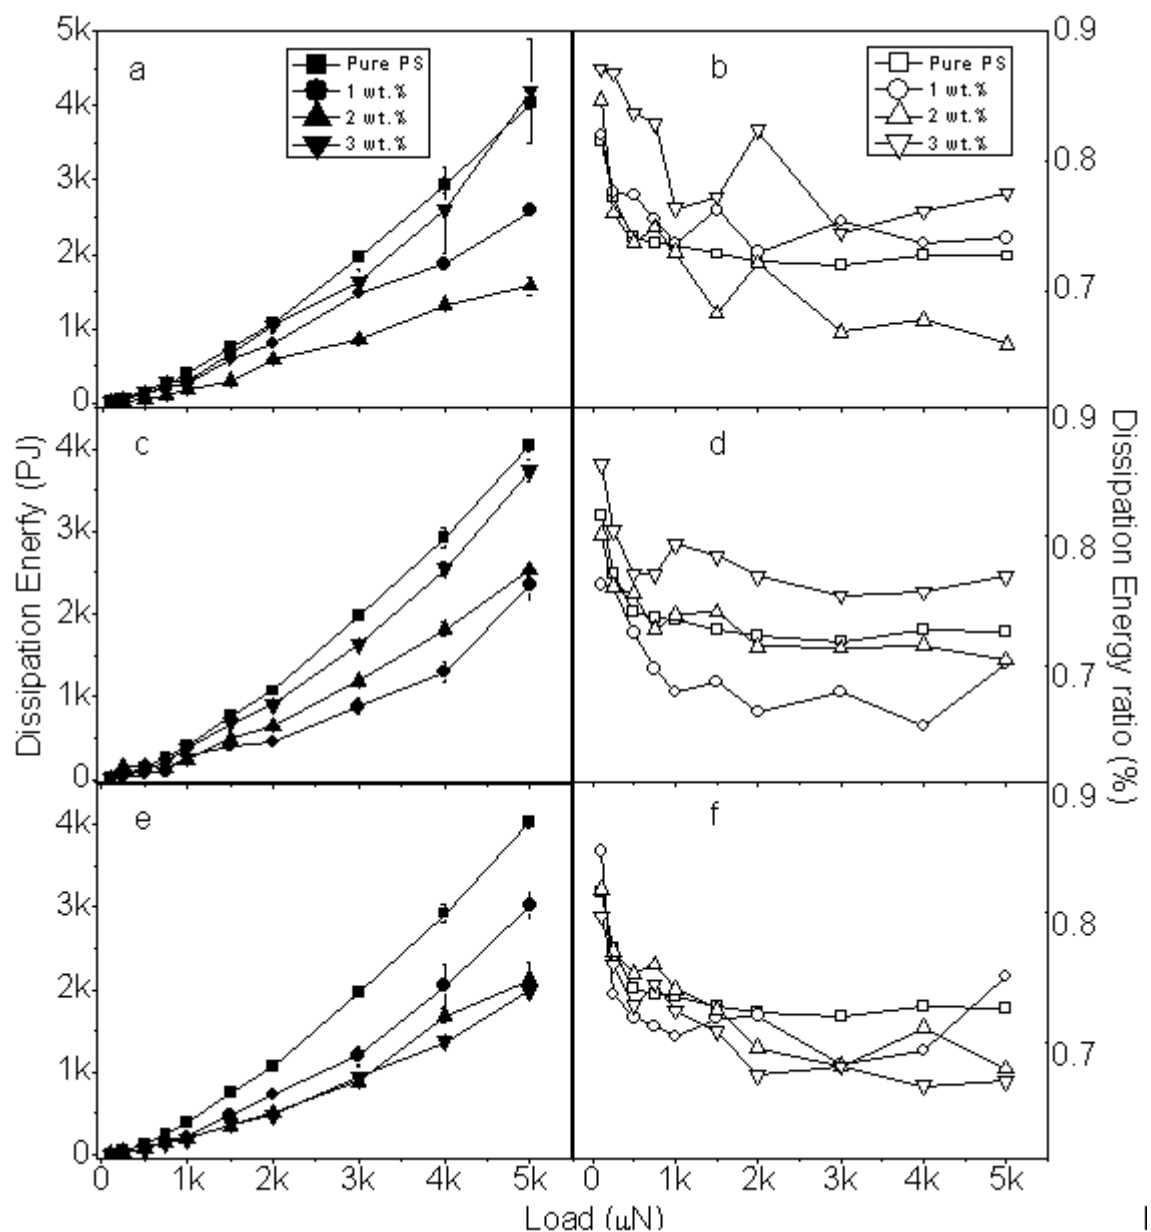 5k
4k
3k
2k
1k
0
a
Pure PS
1 wt.%
2 wt.%
3 wt.%
b
Pure PS
1 wt.%
2 wt.%
3 wt.%
0.9
0.8
0.7
4k
3k
2k
1k
0
c
d
0.9
0.8
0.7
4k
3k
2k
1k
0
e
f
0.9
0.8
0.7
0 1k 2k 3k 4k 5k
0 1k 2k 3k 4k 5k
Dissipation Enerfy (PJ)
Dissipation Energy ratio (%)
Load (µN)